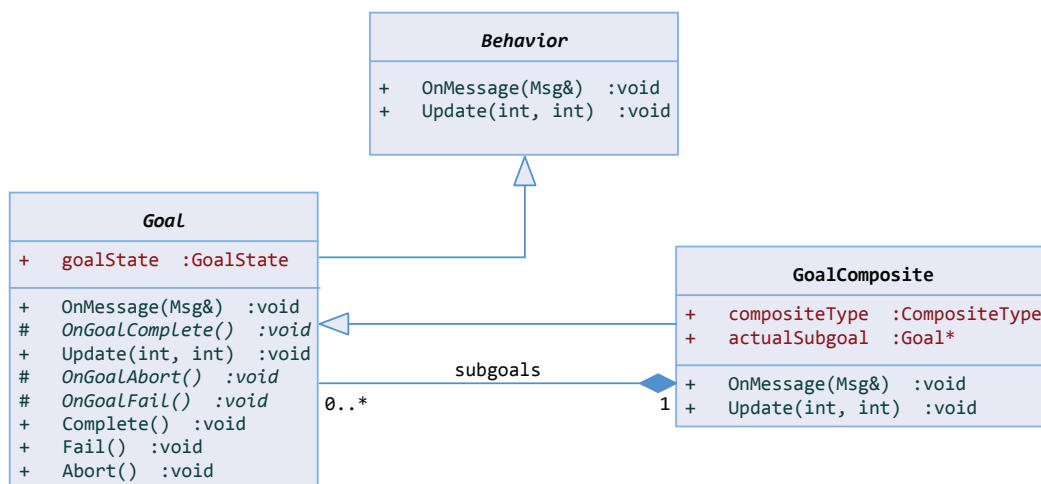 Behavior
+ OnMessage(Msg&) :void
+ Update(int, int) :void
Goal
+ goalState :GoalState
+ OnMessage(Msg&) :void
# OnGoalComplete() :void
+ Update(int, int) :void
# OnGoalAbort() :void
# OnGoalFail() :void
+ Complete() :void
+ Fail() :void
+ Abort() :void
GoalComposite
+ compositeType :CompositeType
+ actualSubgoal :Goal*
+ OnMessage(Msg&) :void
+ Update(int, int) :void
subgoals
0..*
1